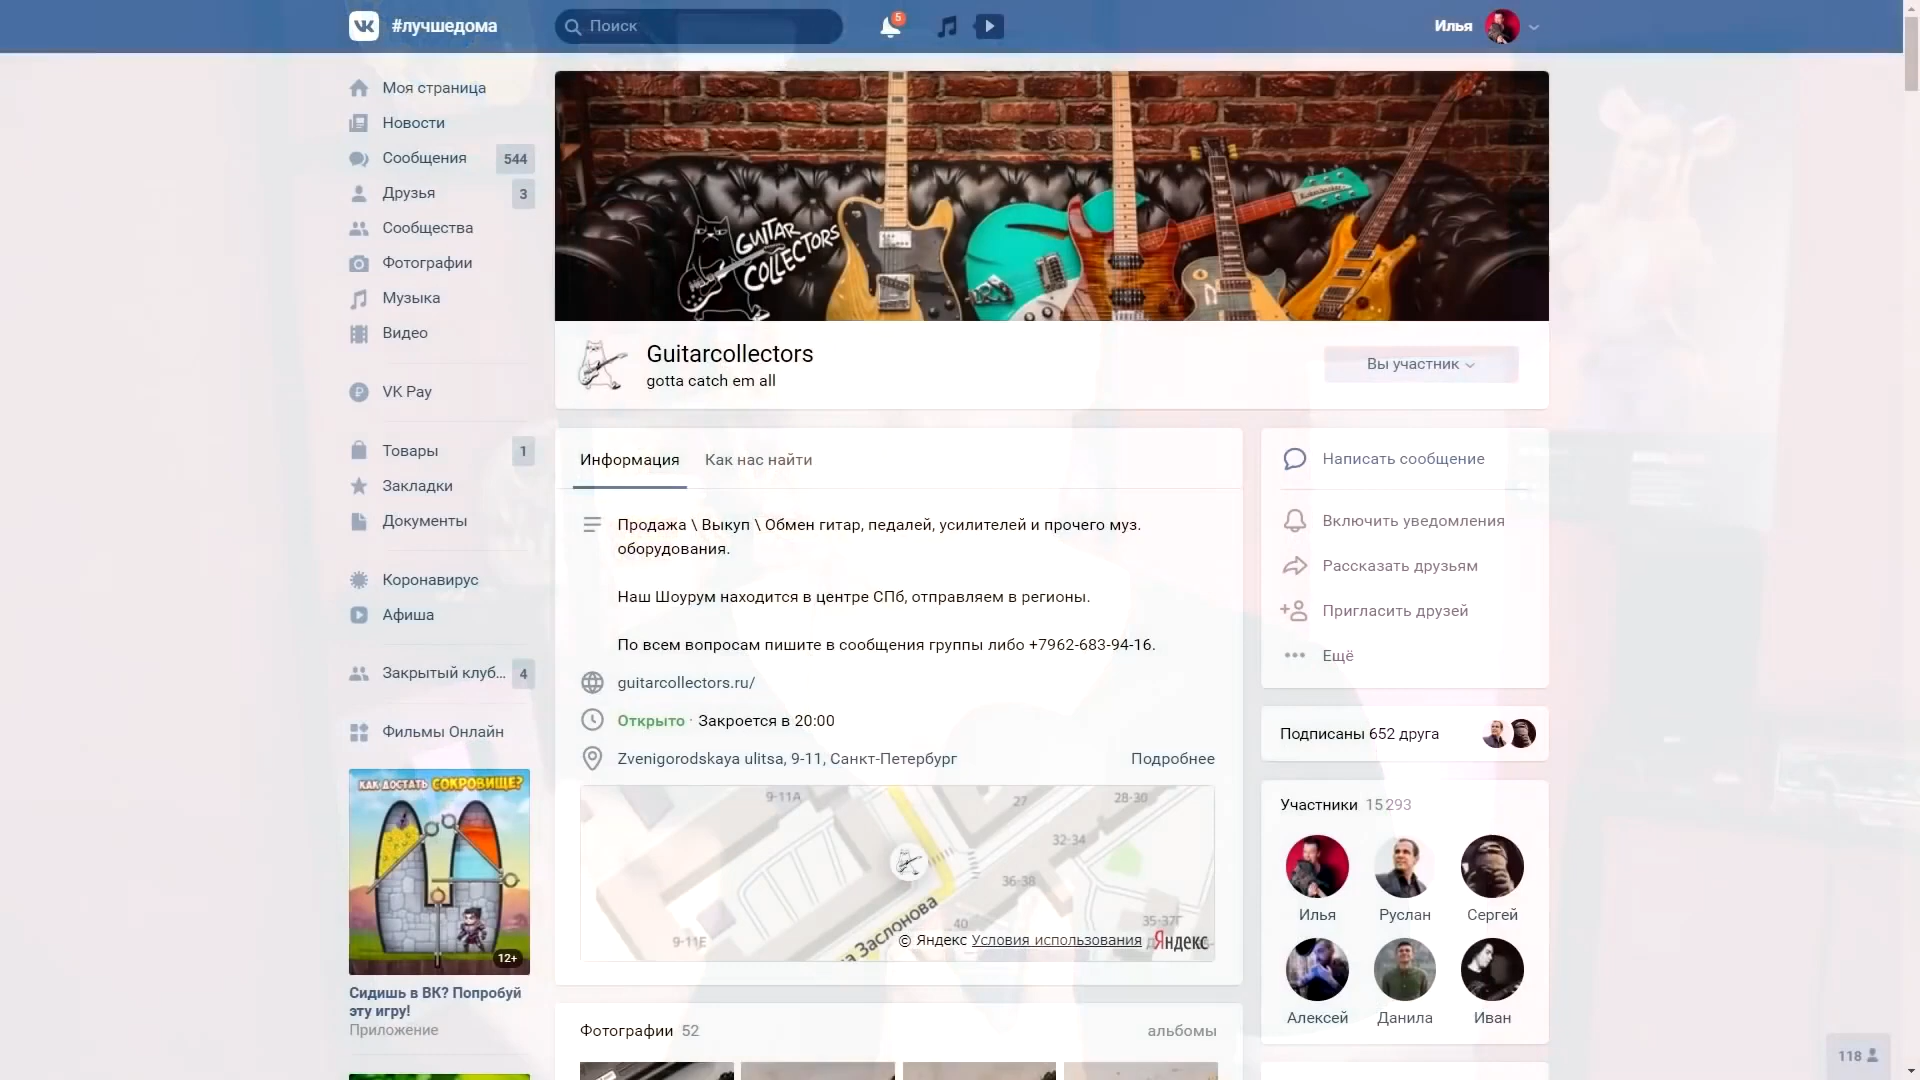 #лучшедома
Поиск
5
Илья
Моя страница
Новости
Сообщения 544
Друзья 3
Сообщества
Фотографии
Музыка
Видео
VK Pay
Товары 1
Закладки
Документы
Коронавирус
Афиша
Закрытый клуб... 4
Фильмы Онлайн
КАК ДОСТАТЬ СОКРОВИЩЕ?
12+
Сидишь в ВК? Попробуй
эту игру!
Приложение
GUITAR
COLLECTORS
Guitarcollectors
gotta catch em all
Вы участник
Информация Как нас найти
Продажа \ Выкуп \ Обмен гитар, педалей, усилителей и прочего муз.
оборудования.
Наш Шоурум находится в центре СПб, отправляем в регионы.
По всем вопросам пишите в сообщения группы либо +7962-683-94-16.
guitarcollectors.ru/
Открыто · Закроется в 20:00
Zvenigorodskaya ulitsa, 9-11, Санкт-Петербург Подробнее
9-11А
27
28-30
32-34
36-38
40
35-37Г
9-11Е
а Заслонова
© Яндекс Условия использования Яндекс
Фотографии 52 альбомы
Написать сообщение
Включить уведомления
Рассказать друзьям
Пригласить друзей
Ещё
Подписаны 652 друга
Участники 15 293
Илья Руслан Сергей
Алексей Данила Иван
118